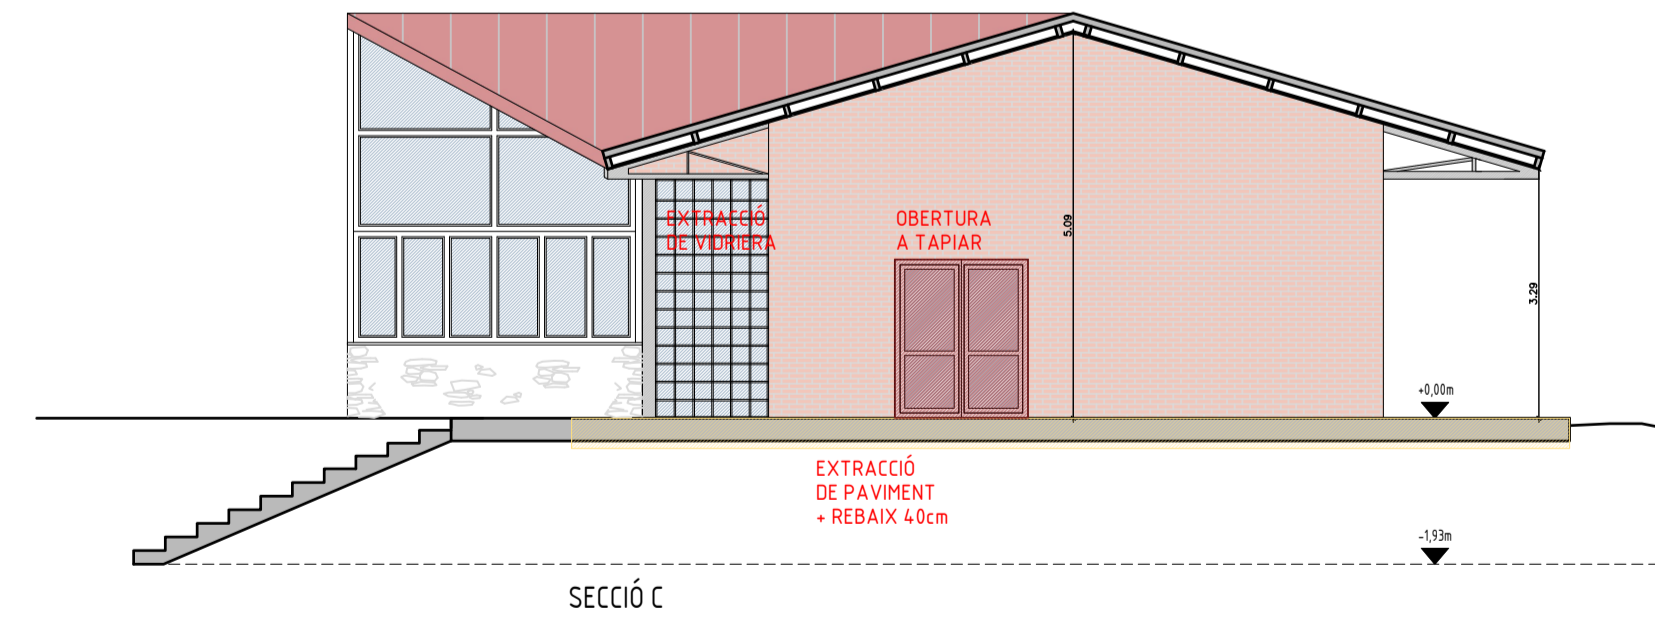 EXTRACCIÓ
DE VIDRIERA
OBERTURA
A TAPIAR
5.09
3.29
+0,00m
EXTRACCIÓ
DE PAVIMENT
+ REBAIX 40cm
-1,93m
SECCIÓ C